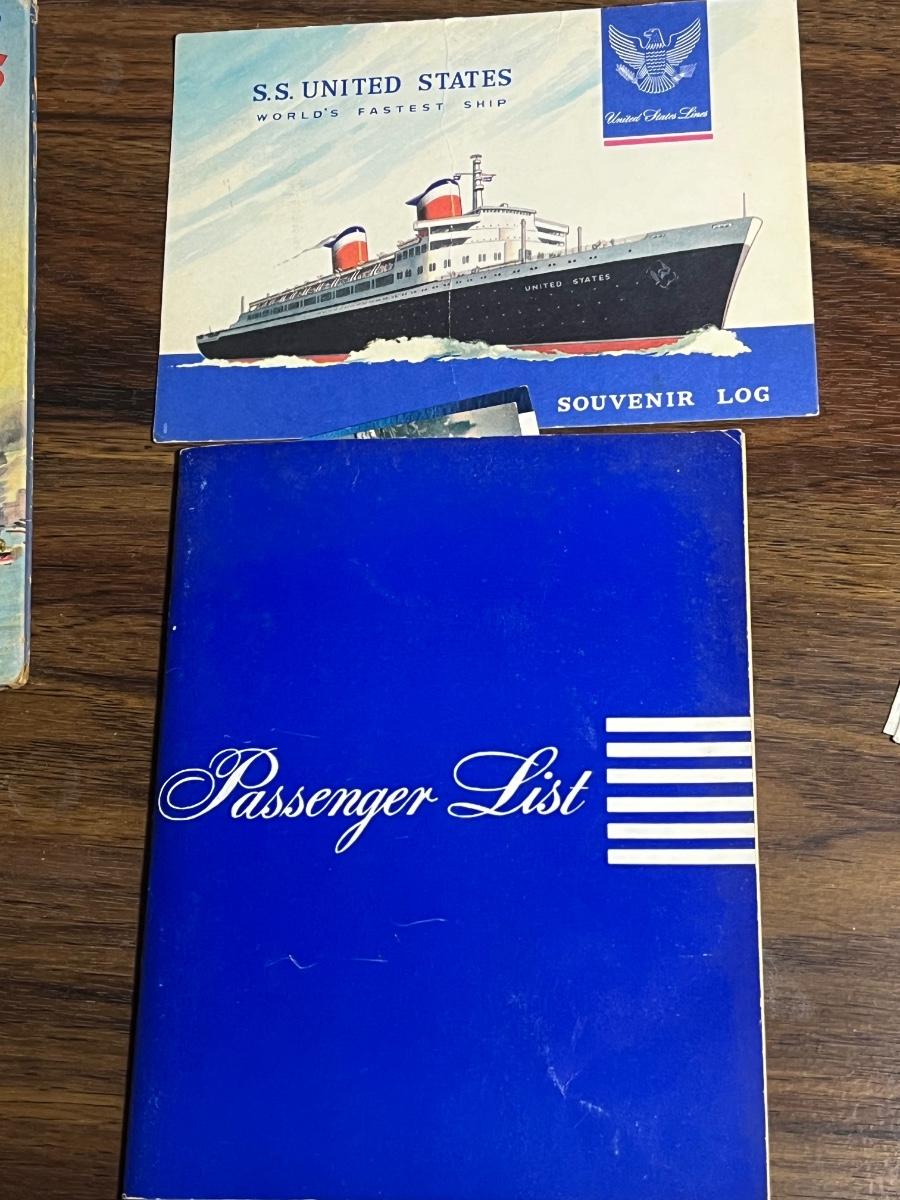 S.S. UNITED STATES
WORLD'S FASTEST SHIP
United States Lines
UNITED STATES
SOUVENIR LOG
Passenger List